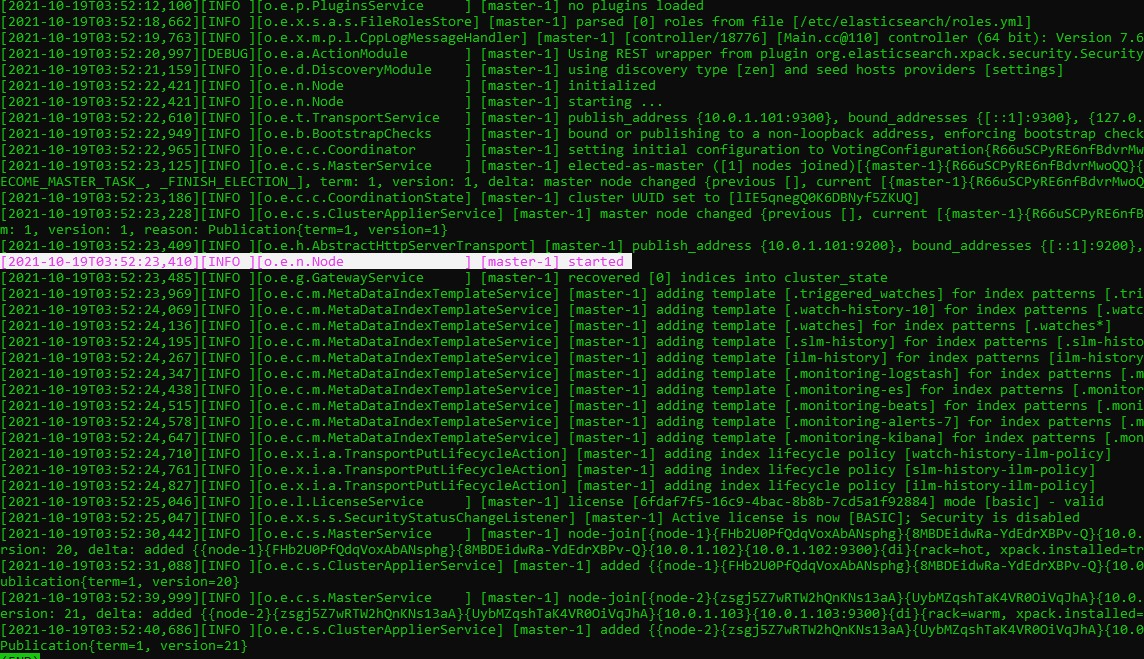 [2021-10-19T03:52:12,100][INFO ][o.e.p.PluginsService     ] [master-1] no plugins loaded
[2021-10-19T03:52:18,662][INFO ][o.e.x.s.a.s.FileRolesStore] [master-1] parsed [0] roles from file [/etc/elasticsearch/roles.yml]
[2021-10-19T03:52:19,763][INFO ][o.e.x.m.p.l.CppLogMessageHandler] [master-1] [controller/18776] [Main.cc@110] controller (64 bit): Version 7.6
[2021-10-19T03:52:20,997][DEBUG][o.e.a.ActionModule       ] [master-1] Using REST wrapper from plugin org.elasticsearch.xpack.security.Security
[2021-10-19T03:52:21,159][INFO ][o.e.d.DiscoveryModule    ] [master-1] using discovery type [zen] and seed hosts providers [settings]
[2021-10-19T03:52:22,421][INFO ][o.e.n.Node               ] [master-1] initialized
[2021-10-19T03:52:22,421][INFO ][o.e.n.Node               ] [master-1] starting ...
[2021-10-19T03:52:22,610][INFO ][o.e.t.TransportService   ] [master-1] publish_address {10.0.1.101:9300}, bound_addresses {[::1]:9300}, {127.0.
[2021-10-19T03:52:22,949][INFO ][o.e.b.BootstrapChecks    ] [master-1] bound or publishing to a non-loopback address, enforcing bootstrap check
[2021-10-19T03:52:22,965][INFO ][o.e.c.c.Coordinator      ] [master-1] setting initial configuration to VotingConfiguration{R66uSCPyRE6nfBdvrMw
[2021-10-19T03:52:23,125][INFO ][o.e.c.s.MasterService    ] [master-1] elected-as-master ([1] nodes joined)[{master-1}{R66uSCPyRE6nfBdvrMwoQQ}{
ECOME_MASTER_TASK_, _FINISH_ELECTION_], term: 1, version: 1, delta: master node changed {previous [], current [{master-1}{R66uSCPyRE6nfBdvrMwoQ
[2021-10-19T03:52:23,186][INFO ][o.e.c.c.CoordinationState] [master-1] cluster UUID set to [lIE5qnegQ0K6DBNyf5ZKUQ]
[2021-10-19T03:52:23,228][INFO ][o.e.c.s.ClusterApplierService] [master-1] master node changed {previous [], current [{master-1}{R66uSCPyRE6nfB
m: 1, version: 1, reason: Publication{term=1, version=1}
[2021-10-19T03:52:23,409][INFO ][o.e.h.AbstractHttpServerTransport] [master-1] publish_address {10.0.1.101:9200}, bound_addresses {[::1]:9200},
[2021-10-19T03:52:23,410][INFO ][o.e.n.Node               ] [master-1] started
[2021-10-19T03:52:23,485][INFO ][o.e.g.GatewayService     ] [master-1] recovered [0] indices into cluster_state
[2021-10-19T03:52:23,969][INFO ][o.e.c.m.MetaDataIndexTemplateService] [master-1] adding template [.triggered_watches] for index patterns [.tri
[2021-10-19T03:52:24,069][INFO ][o.e.c.m.MetaDataIndexTemplateService] [master-1] adding template [.watch-history-10] for index patterns [.watc
[2021-10-19T03:52:24,136][INFO ][o.e.c.m.MetaDataIndexTemplateService] [master-1] adding template [.watches] for index patterns [.watches*]
[2021-10-19T03:52:24,195][INFO ][o.e.c.m.MetaDataIndexTemplateService] [master-1] adding template [.slm-history] for index patterns [.slm-histo
[2021-10-19T03:52:24,267][INFO ][o.e.c.m.MetaDataIndexTemplateService] [master-1] adding template [ilm-history] for index patterns [ilm-history
[2021-10-19T03:52:24,347][INFO ][o.e.c.m.MetaDataIndexTemplateService] [master-1] adding template [.monitoring-logstash] for index patterns [.m
[2021-10-19T03:52:24,438][INFO ][o.e.c.m.MetaDataIndexTemplateService] [master-1] adding template [.monitoring-es] for index patterns [.monitor
[2021-10-19T03:52:24,515][INFO ][o.e.c.m.MetaDataIndexTemplateService] [master-1] adding template [.monitoring-beats] for index patterns [.moni
[2021-10-19T03:52:24,578][INFO ][o.e.c.m.MetaDataIndexTemplateService] [master-1] adding template [.monitoring-alerts-7] for index patterns [.m
[2021-10-19T03:52:24,647][INFO ][o.e.c.m.MetaDataIndexTemplateService] [master-1] adding template [.monitoring-kibana] for index patterns [.mon
[2021-10-19T03:52:24,710][INFO ][o.e.x.i.a.TransportPutLifecycleAction] [master-1] adding index lifecycle policy [watch-history-ilm-policy]
[2021-10-19T03:52:24,761][INFO ][o.e.x.i.a.TransportPutLifecycleAction] [master-1] adding index lifecycle policy [slm-history-ilm-policy]
[2021-10-19T03:52:24,827][INFO ][o.e.x.i.a.TransportPutLifecycleAction] [master-1] adding index lifecycle policy [ilm-history-ilm-policy]
[2021-10-19T03:52:25,046][INFO ][o.e.l.LicenseService     ] [master-1] license [6fdaf7f5-16c9-4bac-8b8b-7cd5a1f92884] mode [basic] - valid
[2021-10-19T03:52:25,047][INFO ][o.e.x.s.s.SecurityStatusChangeListener] [master-1] Active license is now [BASIC]; Security is disabled
[2021-10-19T03:52:30,442][INFO ][o.e.c.s.MasterService    ] [master-1] node-join[{node-1}{FHb2U0PfQdqVoxAbANsphg}{8MBDEidwRa-YdEdrXBPv-Q}{10.0.
rsion: 20, delta: added {{node-1}{FHb2U0PfQdqVoxAbANsphg}{8MBDEidwRa-YdEdrXBPv-Q}{10.0.1.102}{10.0.1.102:9300}{di}{rack=hot, xpack.installed=tr
[2021-10-19T03:52:31,088][INFO ][o.e.c.s.ClusterApplierService] [master-1] added {{node-1}{FHb2U0PfQdqVoxAbANsphg}{8MBDEidwRa-YdEdrXBPv-Q}{10.0
ublication{term=1, version=20}
[2021-10-19T03:52:39,999][INFO ][o.e.c.s.MasterService    ] [master-1] node-join[{node-2}{zsgj5Z7wRTW2hQnKNs13aA}{UybMZqshTaK4VR0OiVqJhA}{10.0.
ersion: 21, delta: added {{node-2}{zsgj5Z7wRTW2hQnKNs13aA}{UybMZqshTaK4VR0OiVqJhA}{10.0.1.103}{10.0.1.103:9300}{di}{rack=warm, xpack.installed=
[2021-10-19T03:52:40,686][INFO ][o.e.c.s.ClusterApplierService] [master-1] added {{node-2}{zsgj5Z7wRTW2hQnKNs13aA}{UybMZqshTaK4VR0OiVqJhA}{10.0
Publication{term=1, version=21}